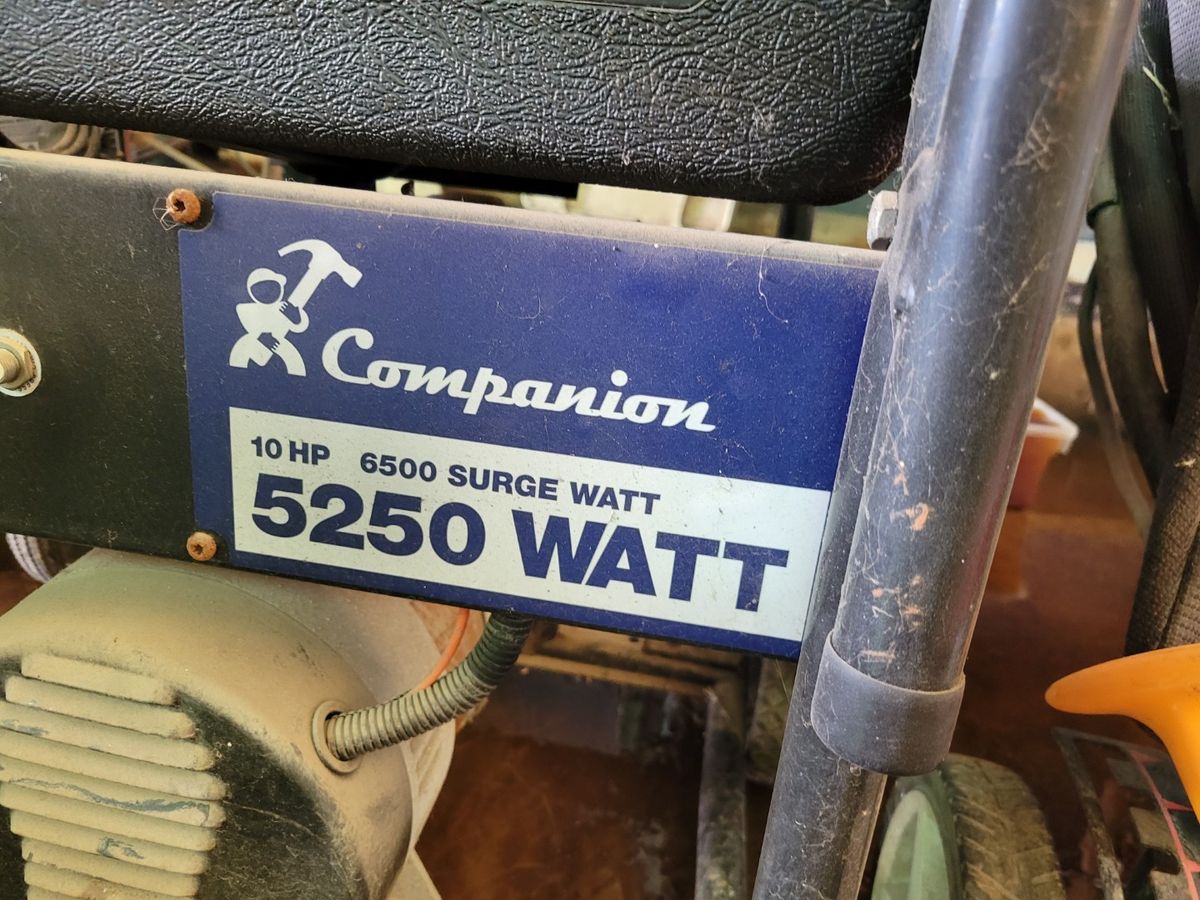 Companion
10 HP 6500 SURGE WATT
5250 WATT